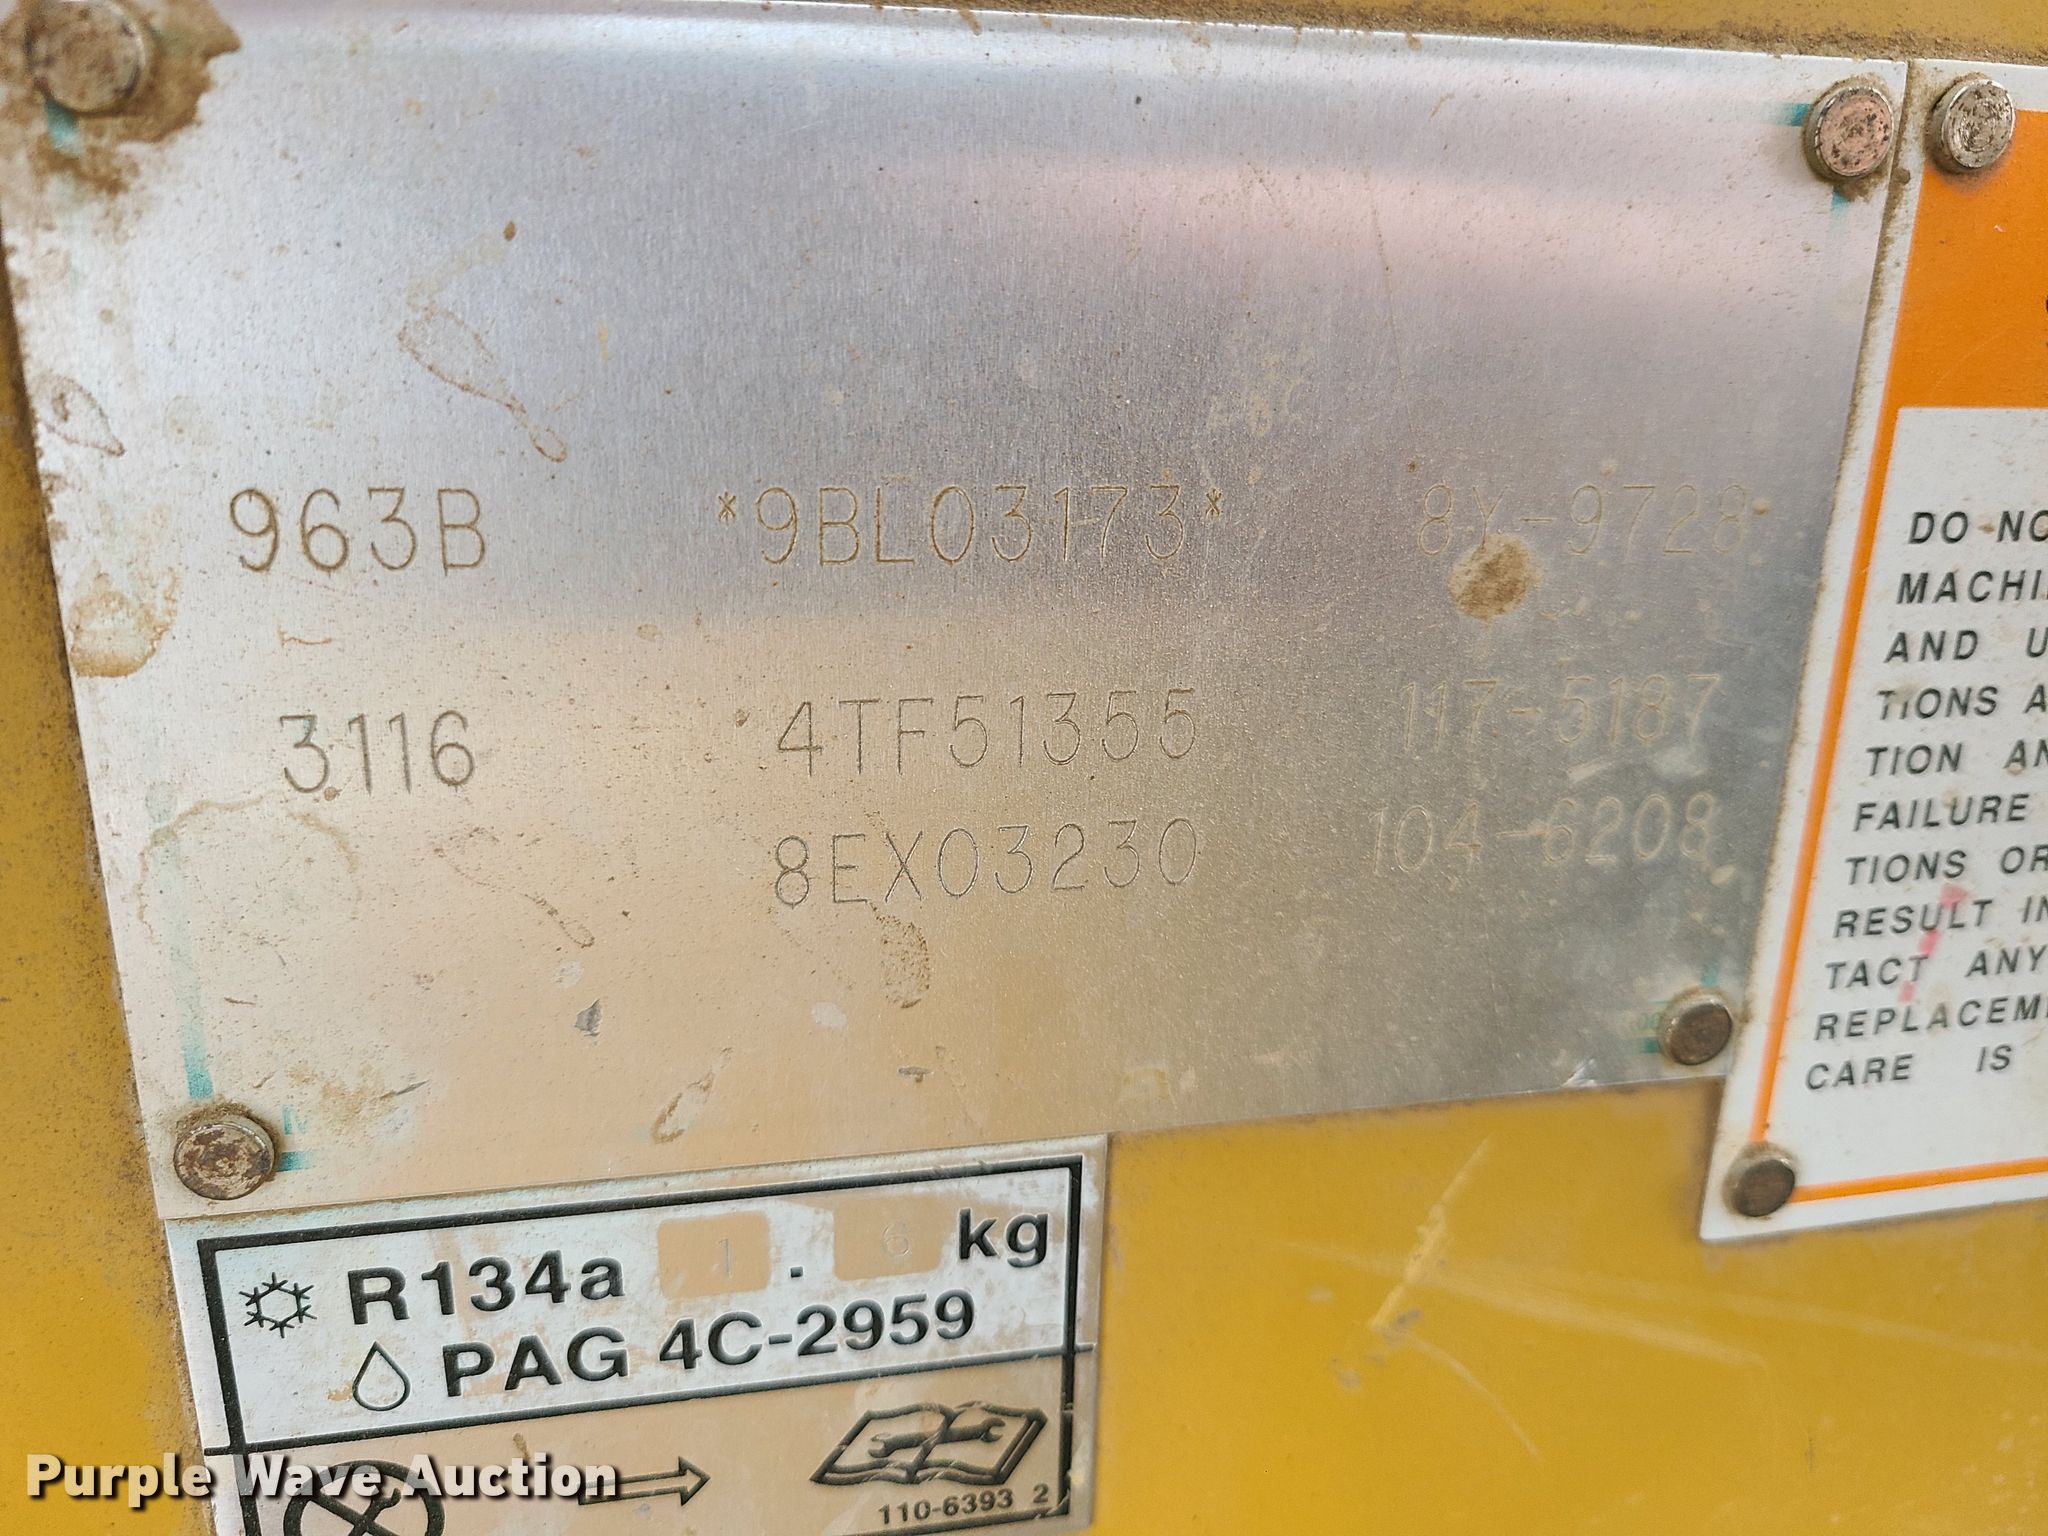 963B *9BL03173* 8Y-9728
3116 4TF51355 117-5187
8EX03230 104-6208
R134a 1.6 kg
PAG 4C-2959
110-6393 2
DO NO
MACHI
AND U
TIONS A
TION AN
FAILURE
TIONS OR
RESULT IN
TACT ANY
REPLACEM
CARE IS
Purple Wave Auction